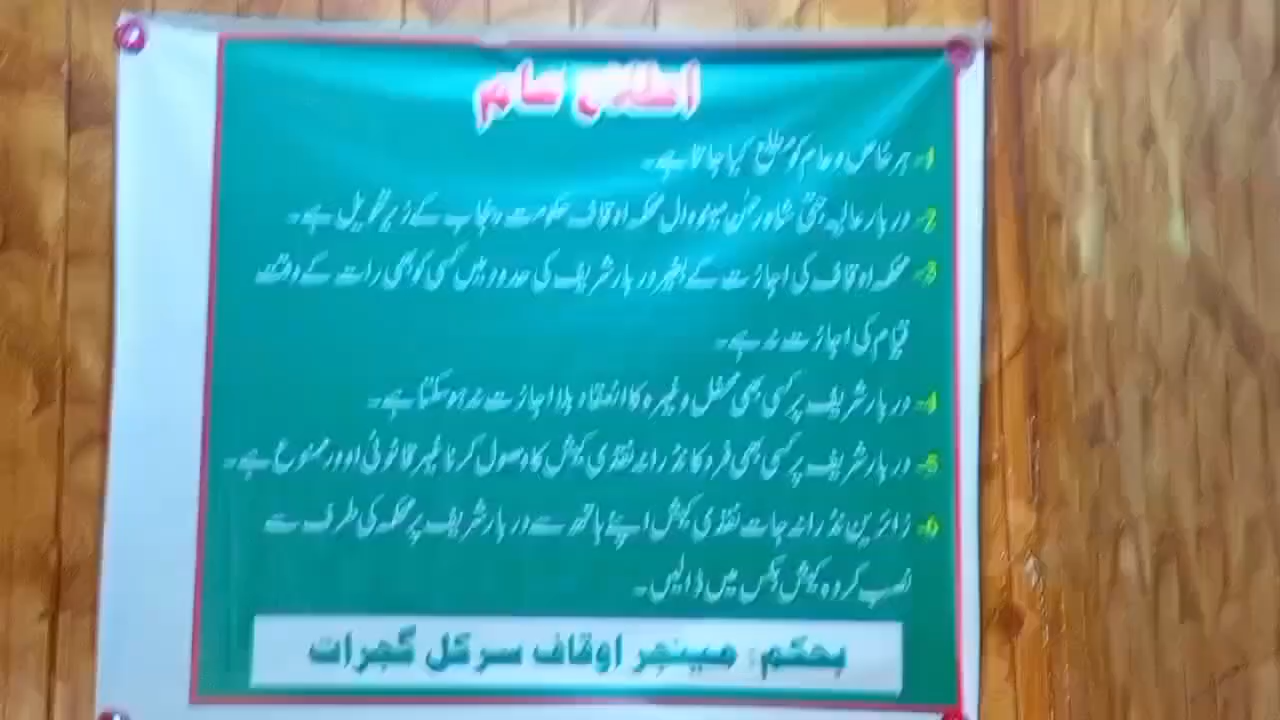 اطلاع عام
1- ہر خاص و عام کو مطلع کیا جاتا ہے۔
2- دربار عالیہ شاہ رحمٰن محکمہ اوقاف حکومت پنجاب کے زیر تحویل ہے۔
3- محکمہ اوقاف کی اجازت کے بغیر دربار شریف کی حدود میں کسی کو بھی رات کے وقت
قیام کی اجازت نہ ہے۔
4- دربار شریف پر کسی بھی محفل وغیرہ کا انعقاد بلا اجازت نہ ہو سکتا ہے۔
5- دربار شریف پر کسی بھی فرد کا نذرانہ نقدی کیش کا وصول کرنا غیر قانونی اور ممنوع ہے۔
6- زائرین نذرانہ جات نقدی کیش اپنے ہاتھ سے دربار شریف پر محکمہ کی طرف سے
نصب کردہ کیش بکس میں ڈالیں۔
بحکم: مینجر اوقاف سرکل گجرات